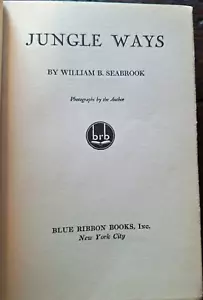 JUNGLE WAYS
BY WILLIAM B. SEABROOK
Photographs by the Author
brb
BLUE RIBBON BOOKS, Inc.
New York City